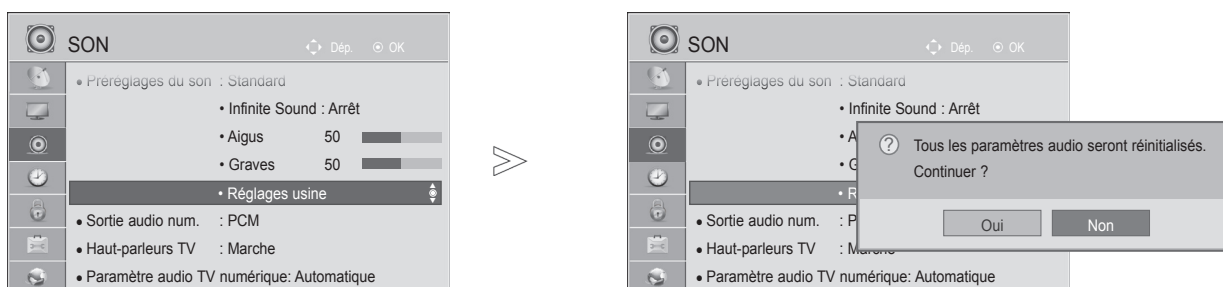 SON Dép. OK
• Préréglages du son : Standard
• Infinite Sound : Arrêt
• Aigus 50
• Graves 50
• Réglages usine
• Sortie audio num. : PCM
• Haut-parleurs TV : Marche
• Paramètre audio TV numérique: Automatique
SON Dép. OK
• Préréglages du son : Standard
• Infinite Sound : Arrêt
• A
• G
• R
• Sortie audio num. : P
• Haut-parleurs TV : Marche
• Paramètre audio TV numérique: Automatique
? Tous les paramètres audio seront réinitialisés.
Continuer ?
Oui Non